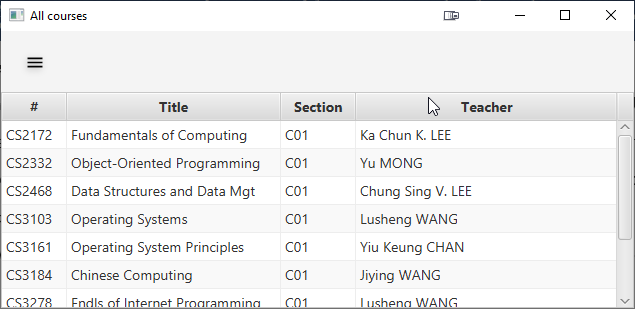 All courses
# Title Section Teacher
CS2172 Fundamentals of Computing C01 Ka Chun K. LEE
CS2332 Object-Oriented Programming C01 Yu MONG
CS2468 Data Structures and Data Mgt C01 Chung Sing V. LEE
CS3103 Operating Systems C01 Lusheng WANG
CS3161 Operating System Principles C01 Yiu Keung CHAN
CS3184 Chinese Computing C01 Jiying WANG
CS3278 Fndls of Internet Programming C01 Lusheng WANG